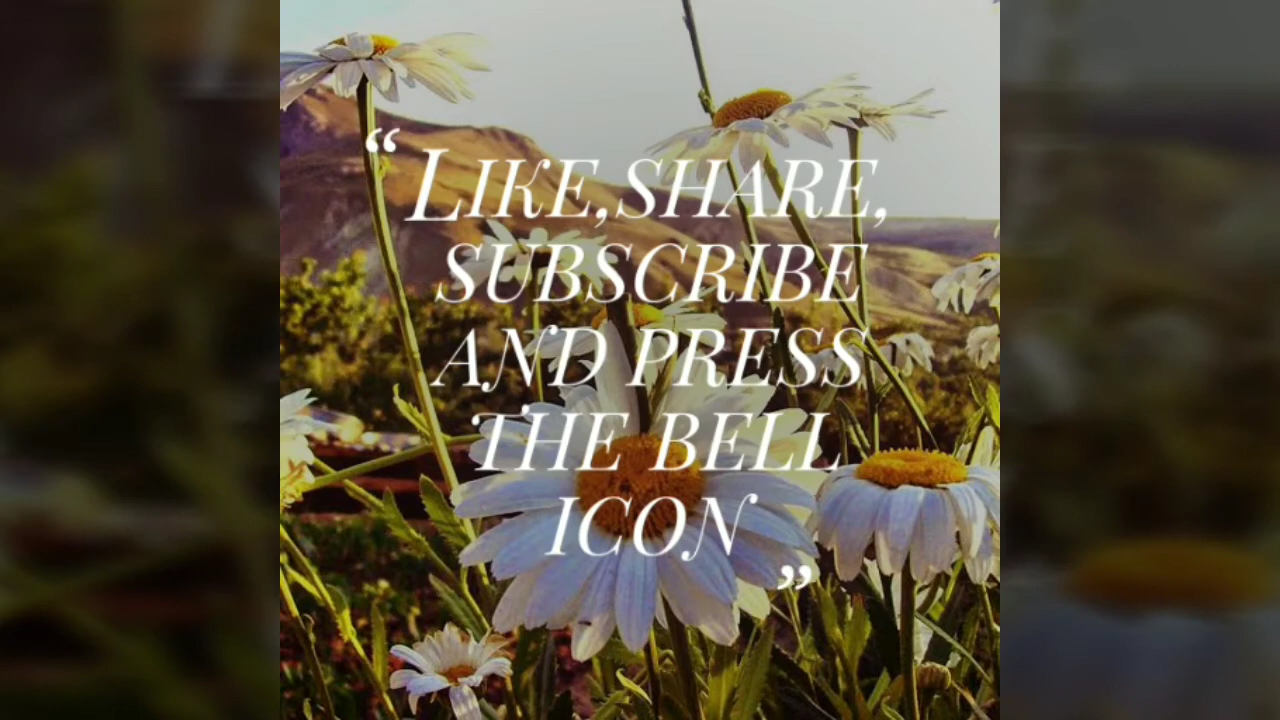 “LIKE,SHARE,
SUBSCRIBE
AND PRESS
THE BELL
ICON”